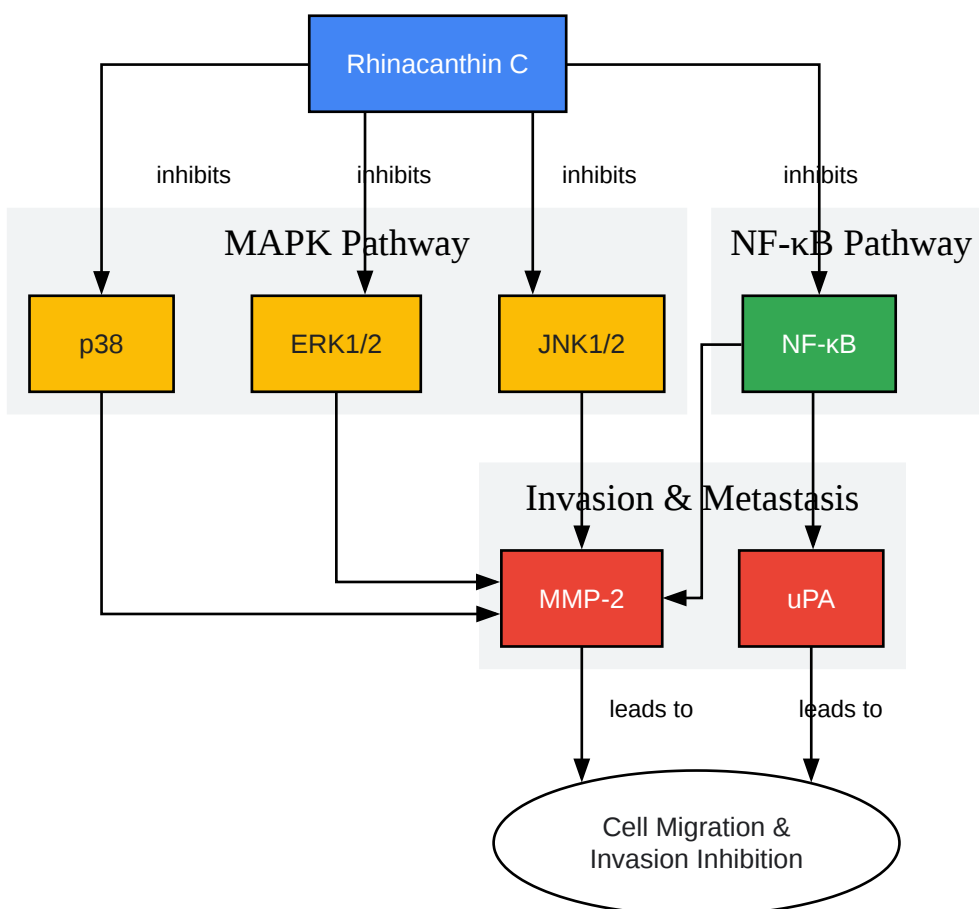 Rhinacanthin C
inhibits
inhibits
inhibits
inhibits
MAPK Pathway
NF-κB Pathway
p38
ERK1/2
JNK1/2
NF-κB
Invasion & Metastasis
MMP-2
uPA
leads to
leads to
Cell Migration &
Invasion Inhibition